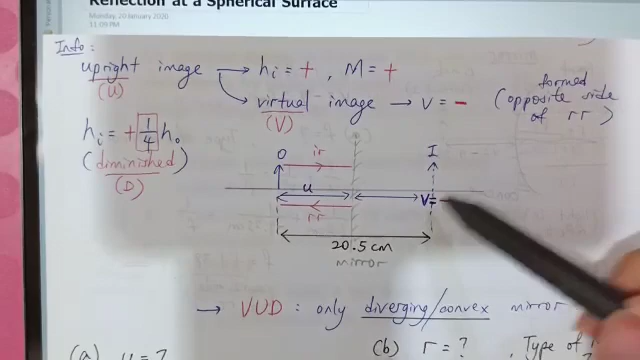 Reflection at a Spherical Surface
Monday, 20 January 2020
11:09 PM
Info:
upright image → hi = +, M = +
(U)
virtual image → v = - (formed opposite side of rr)
(V)
hi = + 1/4 ho
(diminished)
(D)
O ir I
u
v = -
rr
20.5 cm
mirror
→ VUD : only diverging/convex mirror
(a) u = ?
(b) r = ? Type of